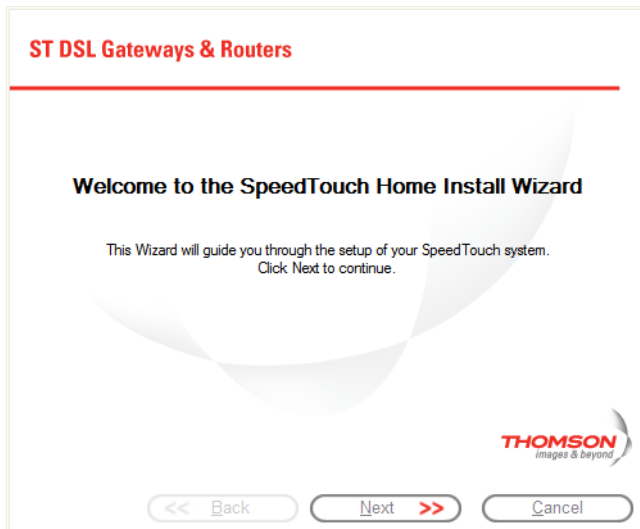 ST DSL Gateways & Routers
Welcome to the SpeedTouch Home Install Wizard
This Wizard will guide you through the setup of your SpeedTouch system.
Click Next to continue.
THOMSON
images & beyond
<< Back
Next >>
Cancel